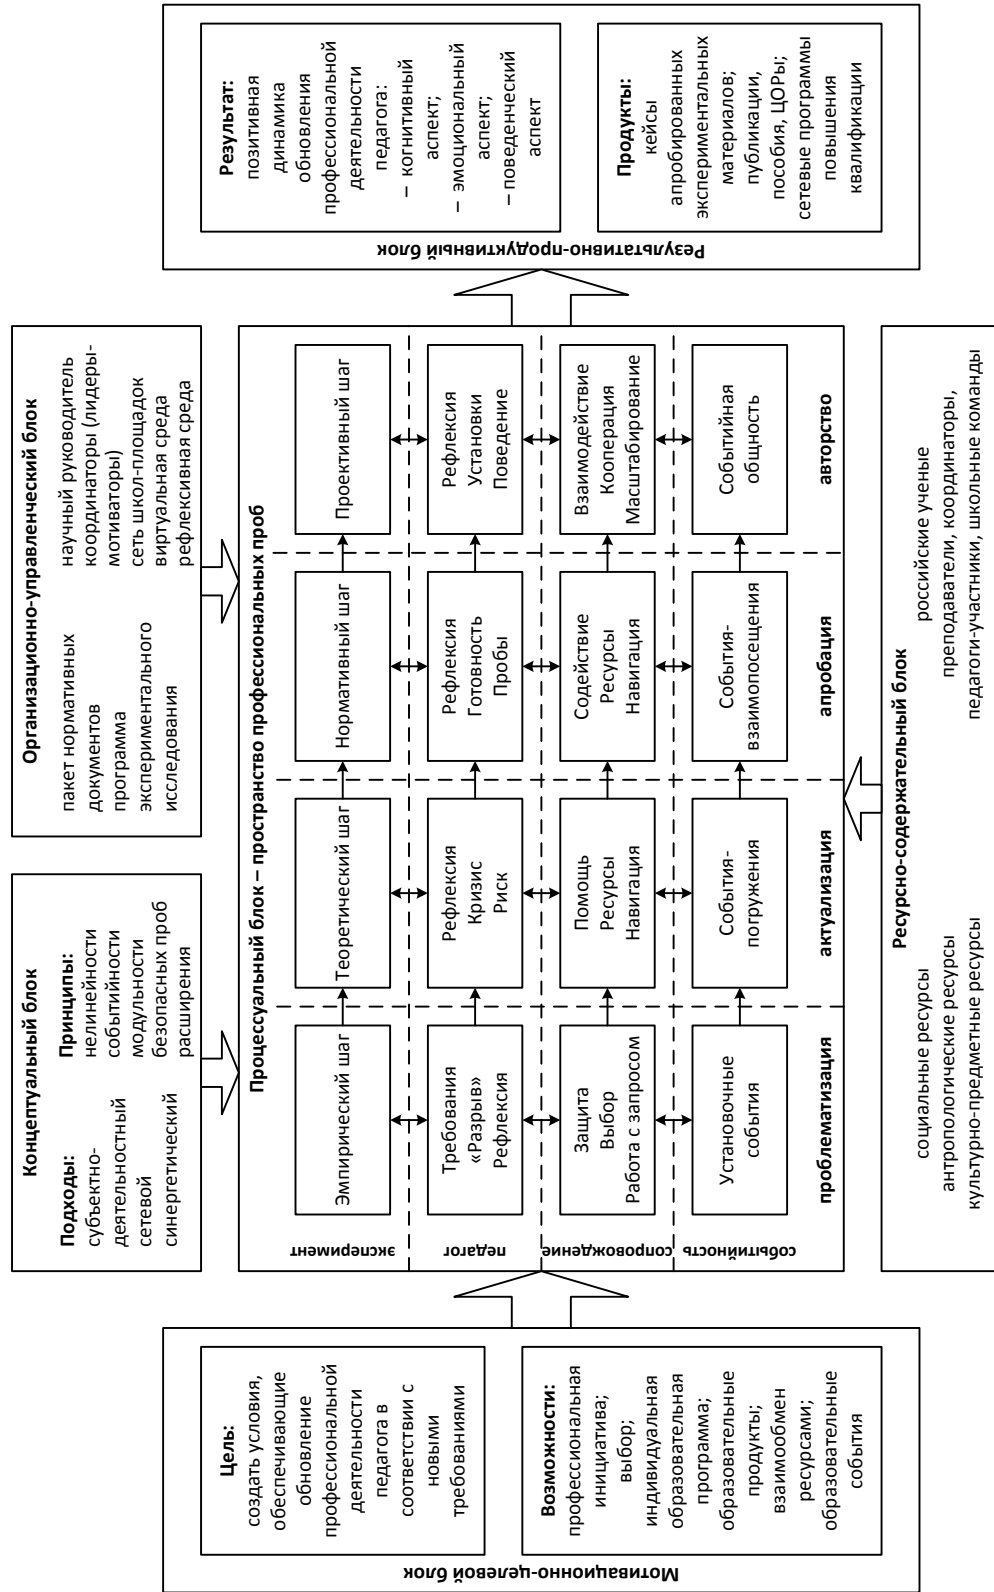 Мотивационно-целевой блок
Цель:
создать условия,
обеспечивающие
обновление
профессиональной
деятельности
педагога в
соответствии с
новыми
требованиями
Возможности:
профессиональная
инициатива;
выбор;
индивидуальная
образовательная
программа;
образовательные
продукты;
взаимообмен
ресурсами;
образовательные
события
Концептуальный блок
Подходы:
субъектно-
деятельностный
сетевой
синергетический
Принципы:
нелинейности
событийности
модульности
безопасных проб
расширения
Организационно-управленческий блок
пакет нормативных
документов
программа
экспериментального
исследования
научный руководитель
координаторы (лидеры-
мотиваторы)
сеть школ-площадок
виртуальная среда
рефлексивная среда
Процессуальный блок – пространство профессиональных проб
эксперимент
Эмпирический шаг
Теоретический шаг
Нормативный шаг
Проективный шаг
педагог
Требования
«Разрыв»
Рефлексия
Рефлексия
Кризис
Риск
Рефлексия
Готовность
Пробы
Рефлексия
Установки
Поведение
сопровождение
Защита
Выбор
Работа с запросом
Помощь
Ресурсы
Навигация
Содействие
Ресурсы
Навигация
Взаимодействие
Кооперация
Масштабирование
событийность
Установочные
события
События-
погружения
События-
взаимопосещения
Событийная
общность
проблематизация
актуализация
апробация
авторство
Ресурсно-содержательный блок
социальные ресурсы
антропологические ресурсы
культурно-предметные ресурсы
российские ученые
преподаватели, координаторы,
педагоги-участники, школьные команды
Результативно-продуктивный блок
Результат:
позитивная
динамика
обновления
профессиональной
деятельности
педагога:
– когнитивный
аспект;
– эмоциональный
аспект;
– поведенческий
аспект
Продукты:
кейсы
апробированных
экспериментальных
материалов;
публикации,
пособия, ЦОРы;
сетевые программы
повышения
квалификации